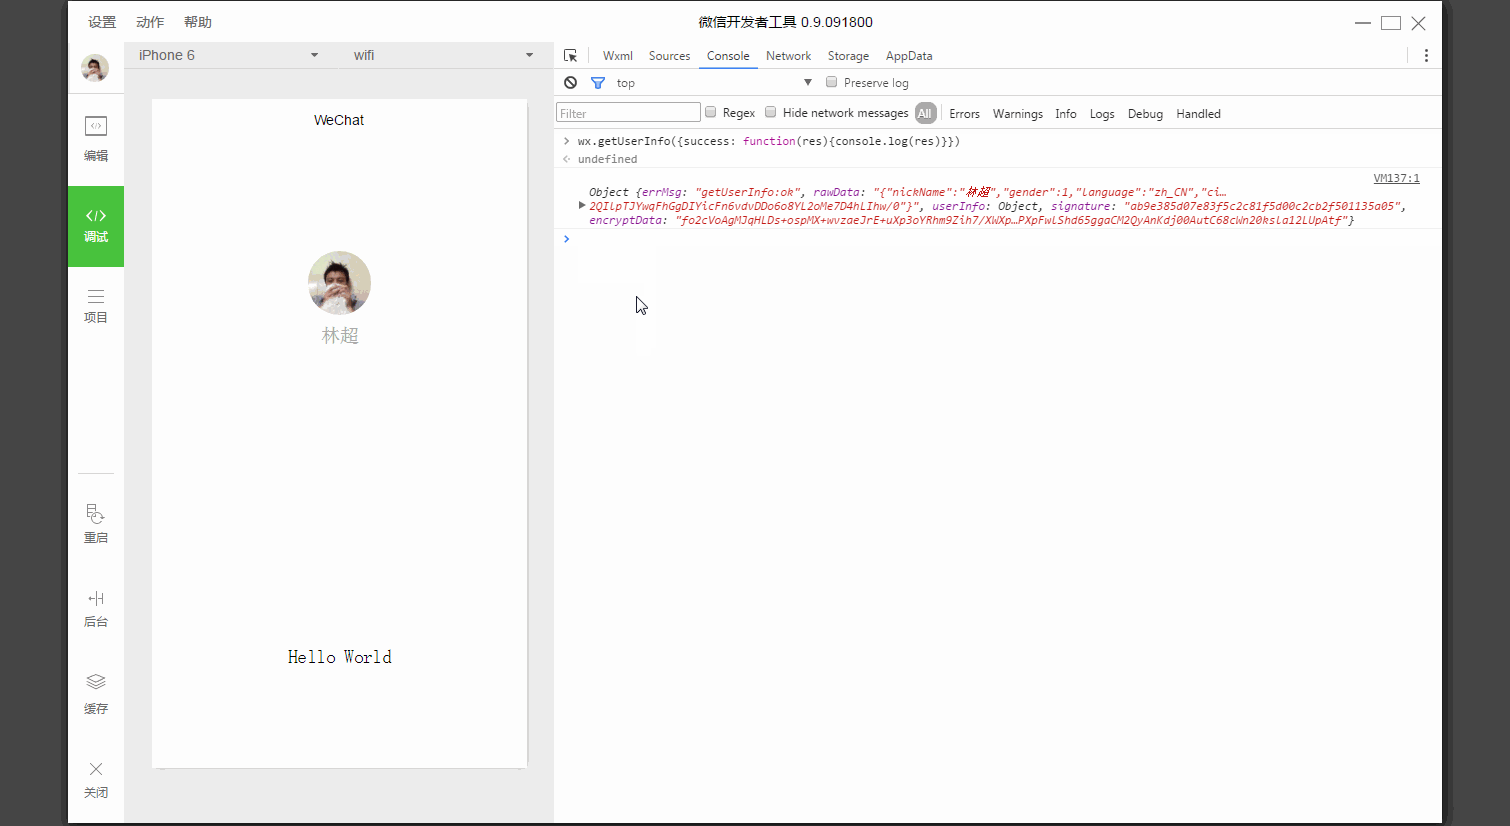 设置 动作 帮助 微信开发者工具 0.9.091800
iPhone 6 wifi
Wxml Sources Console Network Storage AppData
top Preserve log
Filter Regex Hide network messages All Errors Warnings Info Logs Debug Handled
编辑
调试
项目
重启
后台
缓存
关闭
WeChat
林超
Hello World
wx.getUserInfo({success: function(res){console.log(res)}})
undefined
VM137:1
Object {errMsg: "getUserInfo:ok", rawData: "{"nickName":"林超","gender":1,"language":"zh_CN","ci…
2QIlpTJYwqFhGgDIYicFn6vdvDDo6o8YL2oMe7D4hLIhw/0"}", userInfo: Object, signature: "ab9e385d07e83f5c2c81f5d00c2cb2f501135a05",
encryptData: "fo2cVoAgMJqHLDs+ospMX+wvzaeJrE+uXp3oYRhm9Zih7/XWXp…PXpFwlShd65ggaCM2QyAnKdj00AutC68cWn20ksla12LUpAtf"}